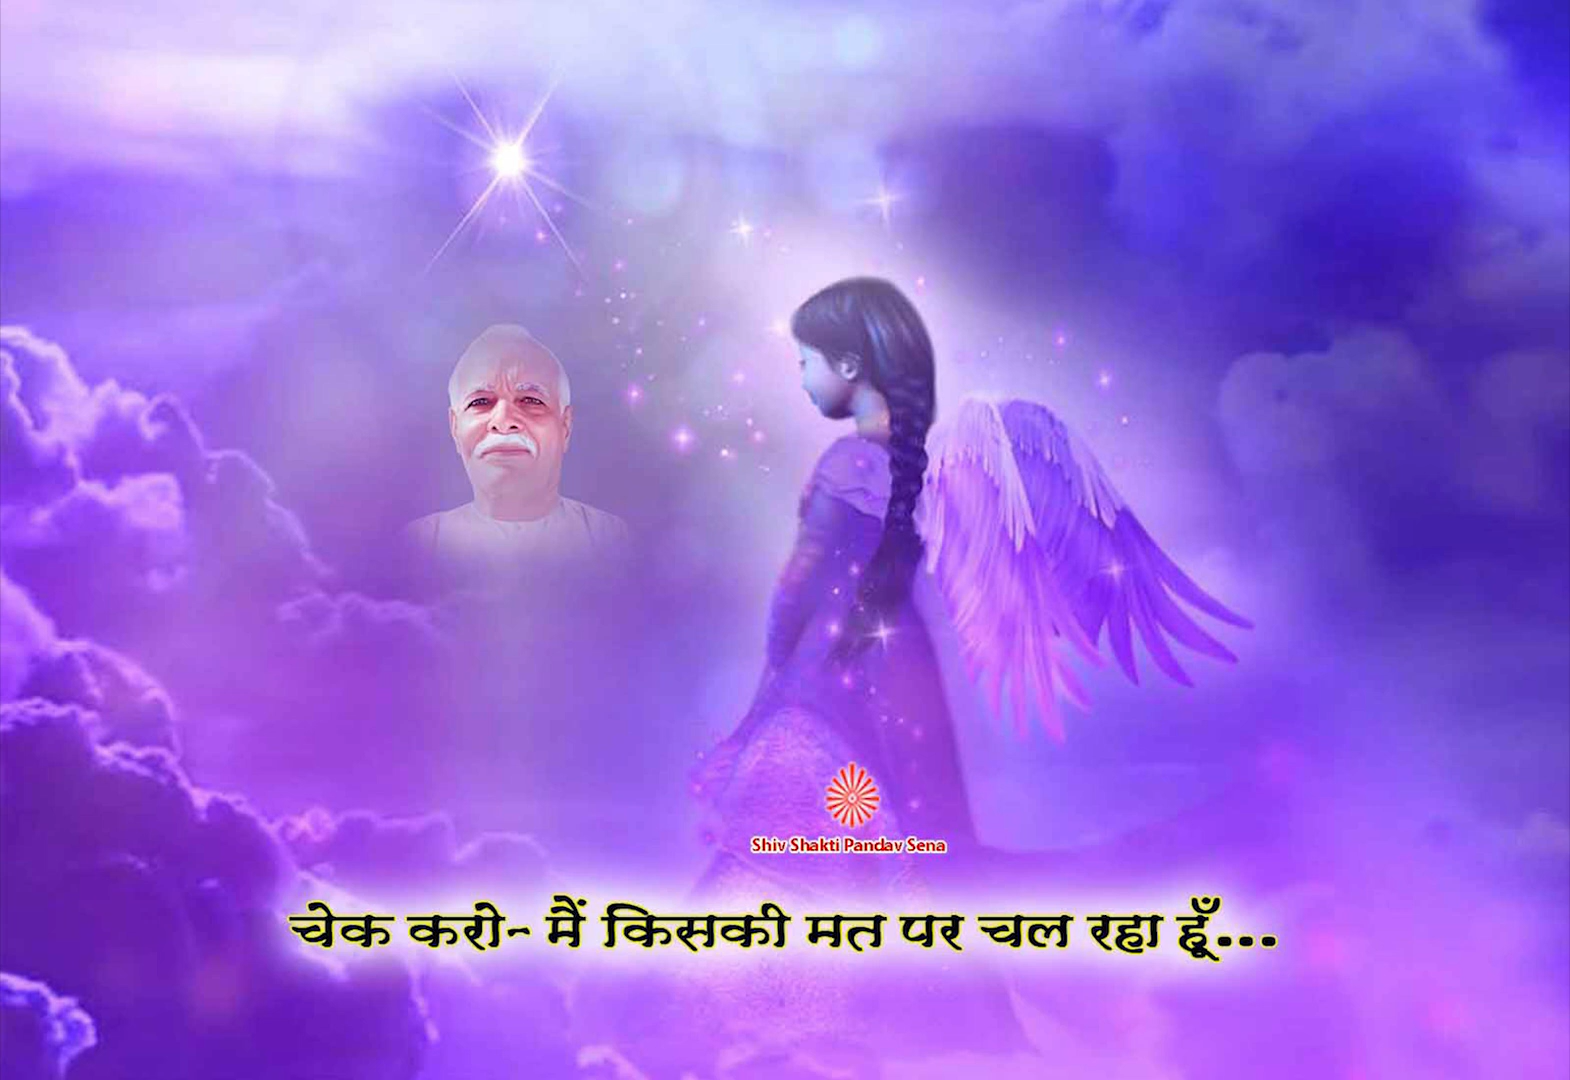 Shiv Shakti Pandav Sena
चेक करो- मैं किसकी मत पर चल रहा हूँ...